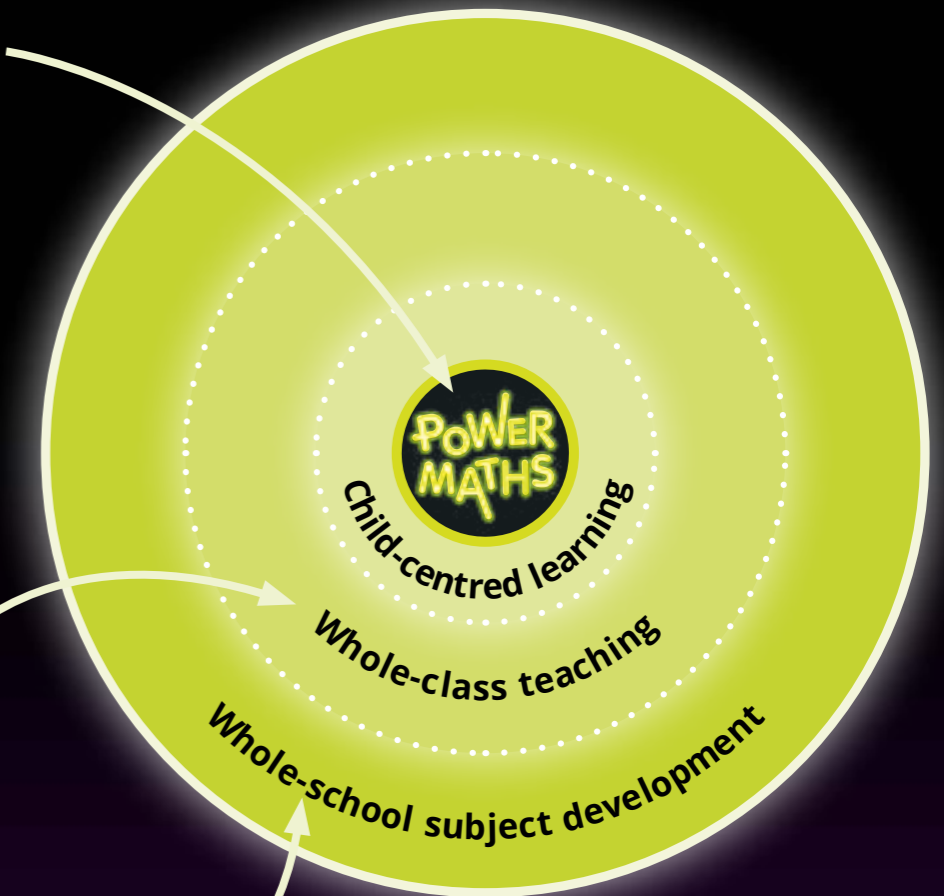 POWER
MATHS
Child-centred learning
Whole-class teaching
Whole-school subject development